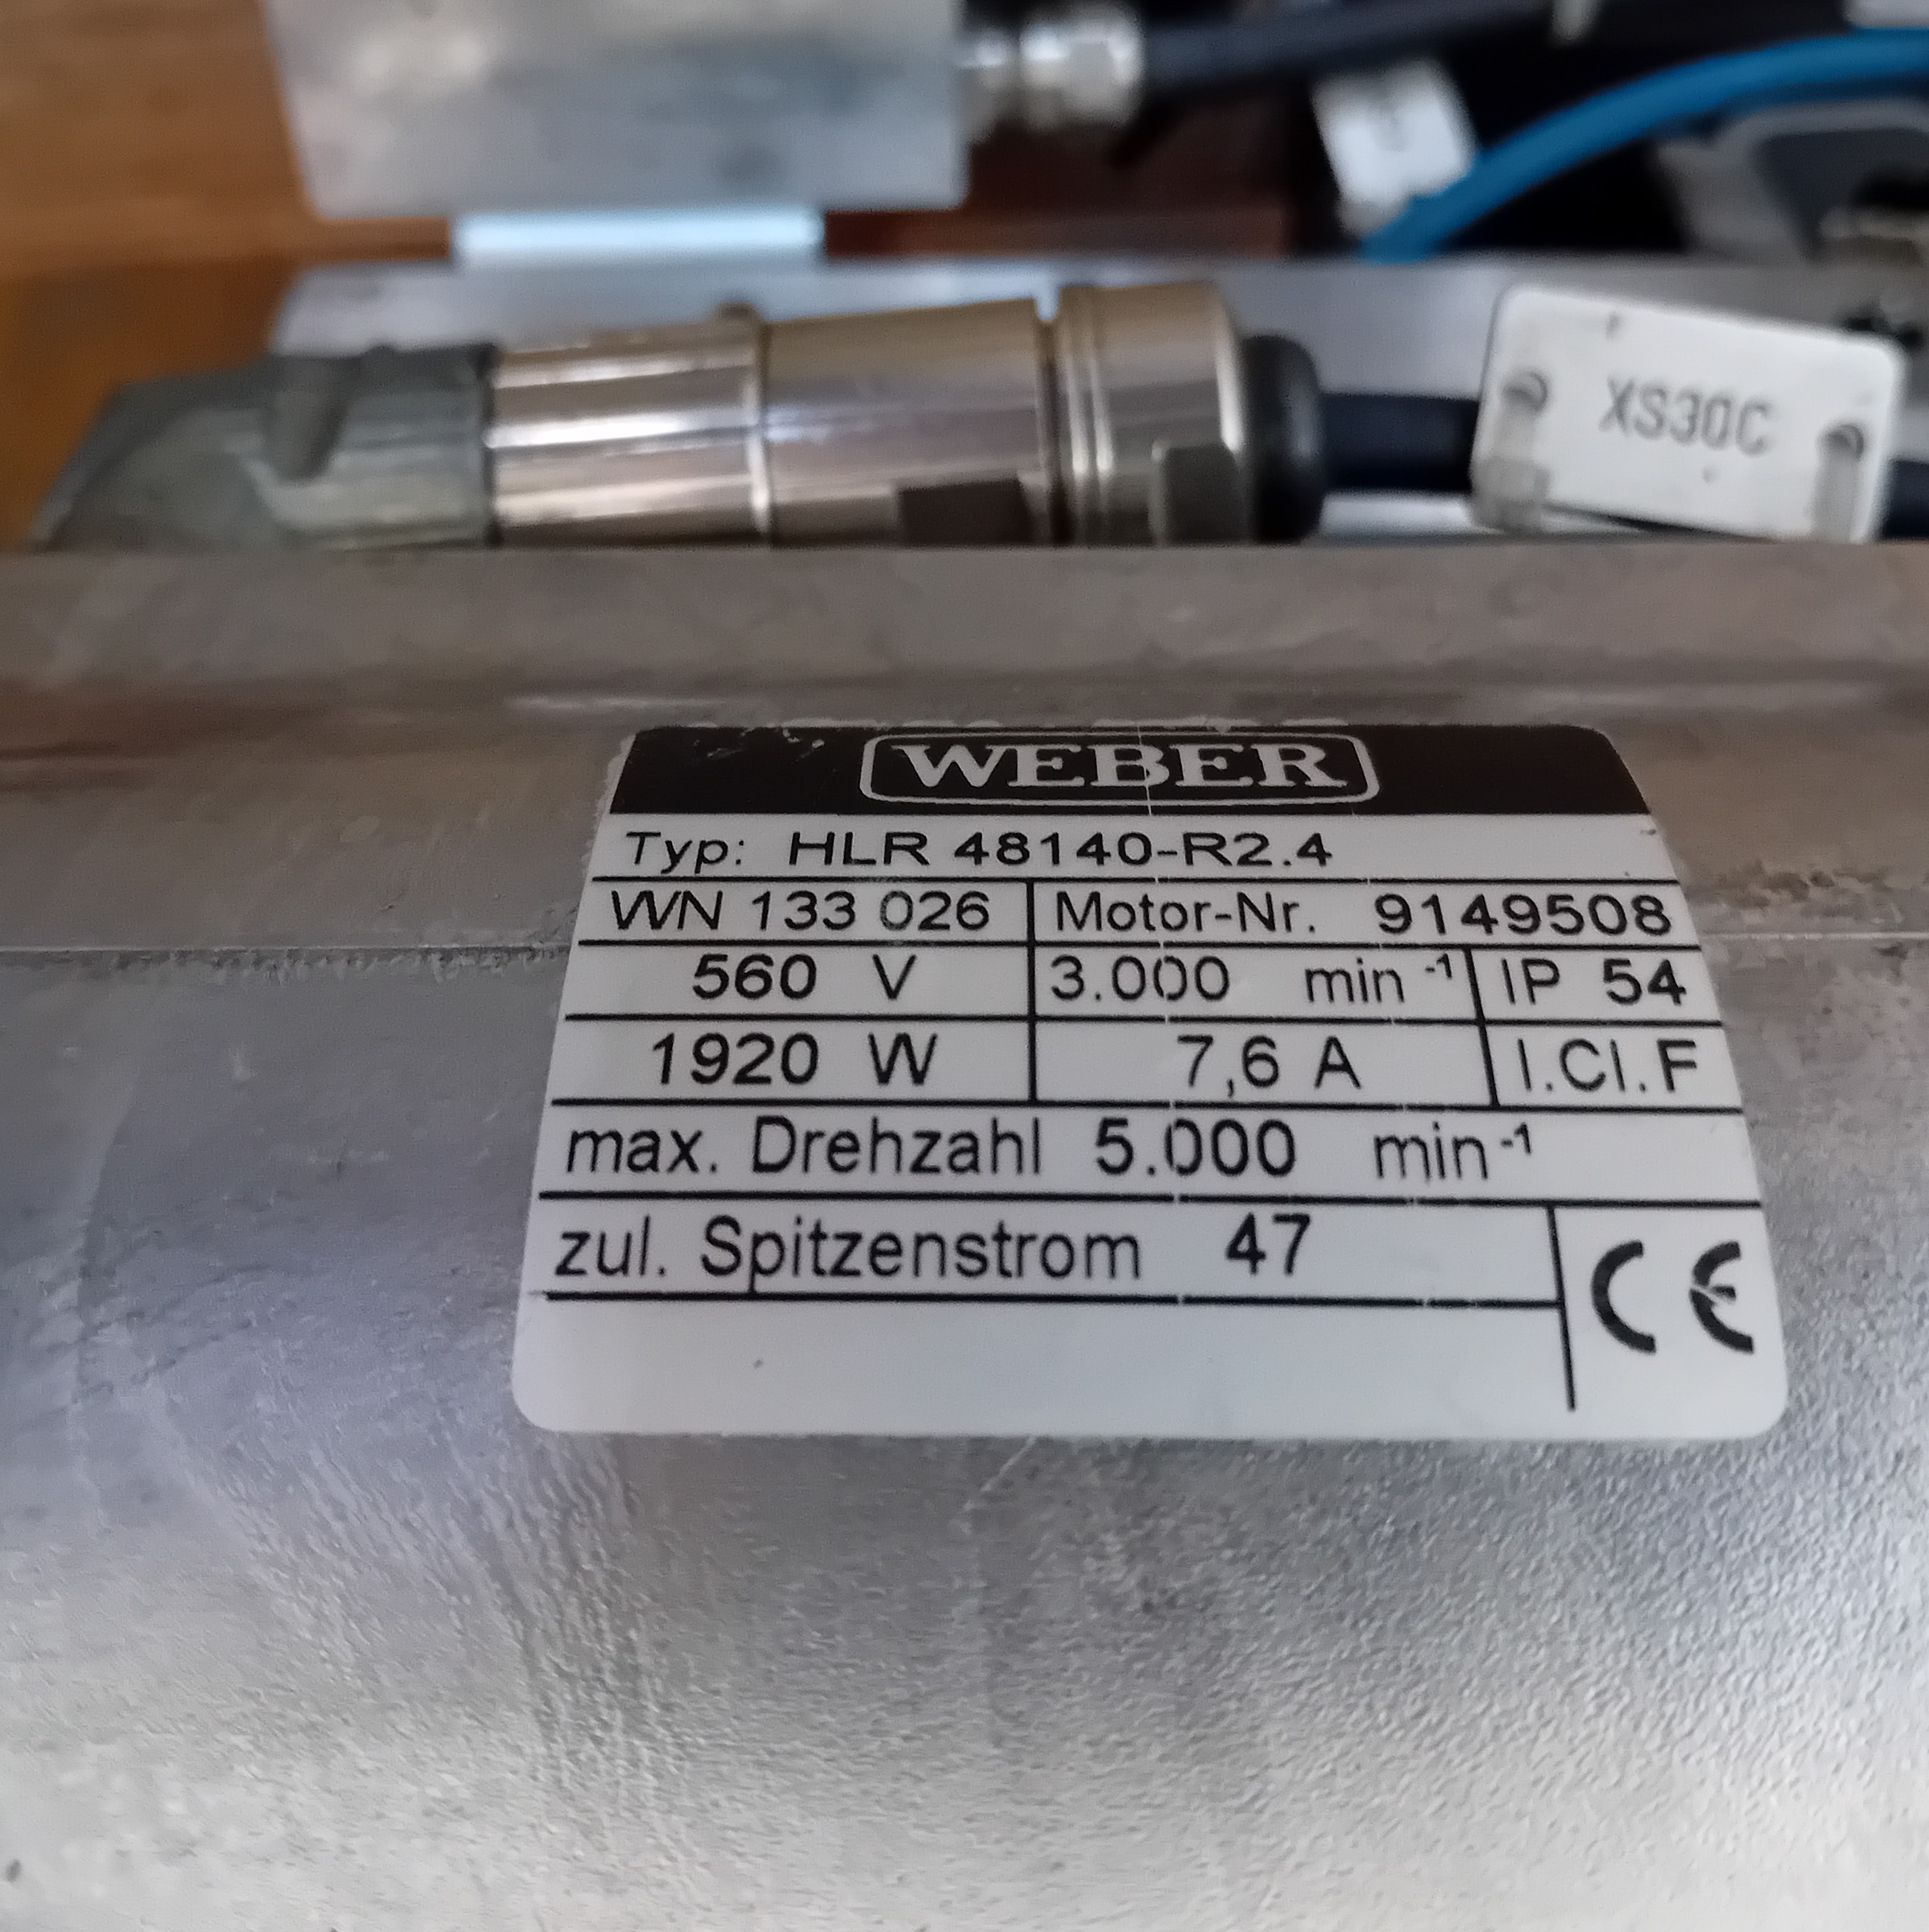 XS30C
WEBER
Typ: HLR 48140-R2.4
WN 133 026 Motor-Nr. 9149508
560 V 3.000 min⁻¹ IP 54
1920 W 7,6 A I.Cl.F
max. Drehzahl 5.000 min⁻¹
zul. Spitzenstrom 47
CE